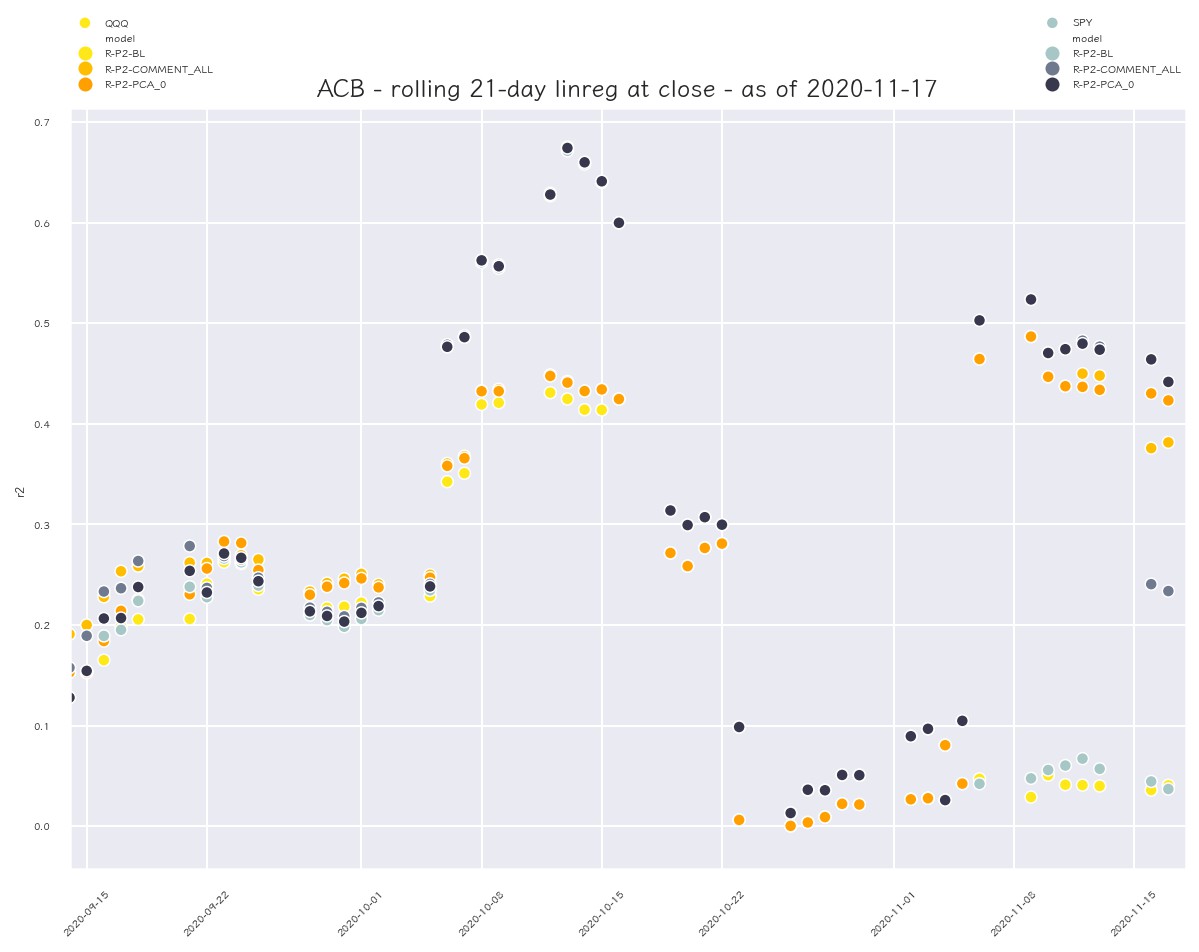 QQQ
model
R-P2-BL
R-P2-COMMENT_ALL
R-P2-PCA_0
SPY
model
R-P2-BL
R-P2-COMMENT_ALL
R-P2-PCA_0
ACB - rolling 21-day linreg at close - as of 2020-11-17
0.7
0.6
0.5
0.4
0.3
0.2
0.1
0.0
r2
2020-09-15
2020-09-22
2020-10-01
2020-10-08
2020-10-15
2020-10-22
2020-11-01
2020-11-08
2020-11-15